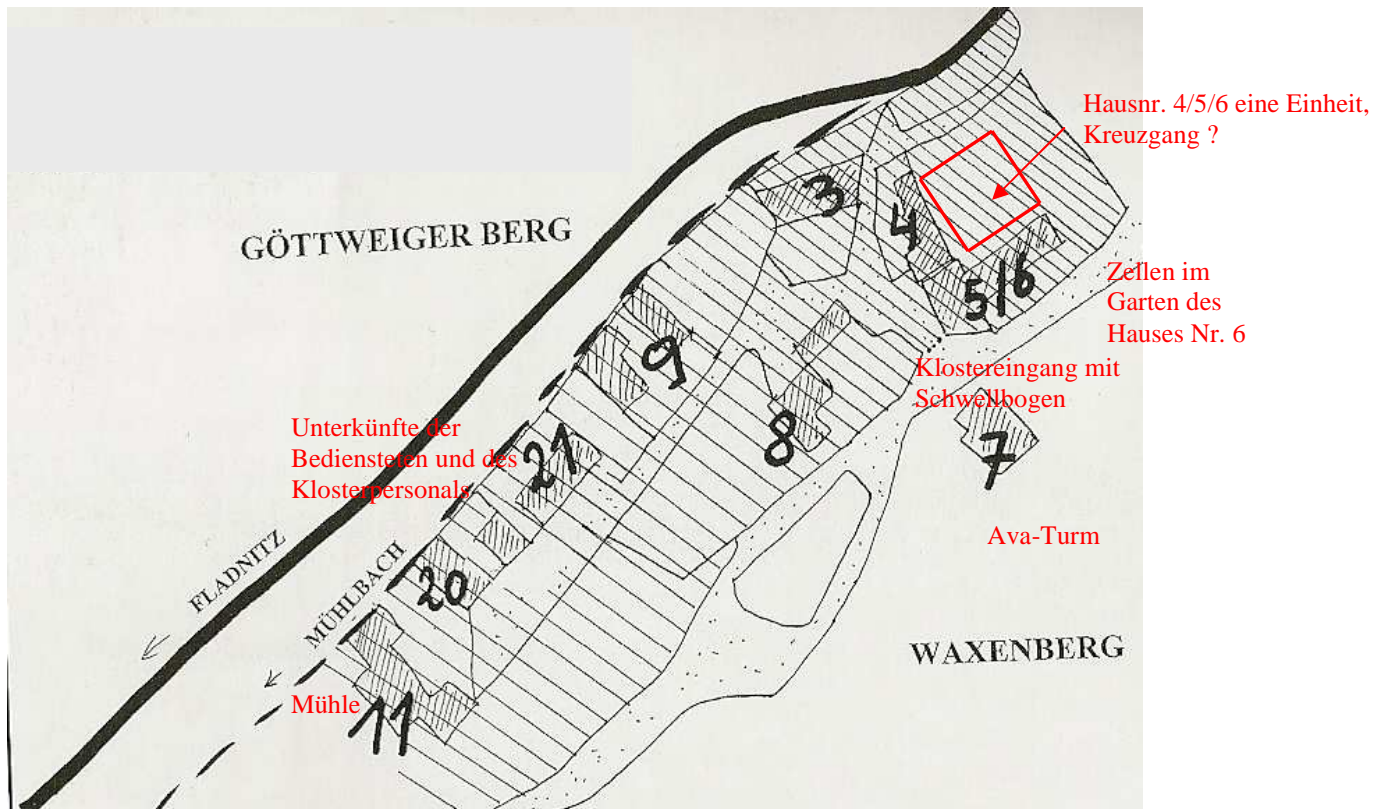 Hausnr. 4/5/6 eine Einheit,
Kreuzgang ?
3
4
GÖTTWEIGER BERG
5/6
Zellen im
Garten des
Hauses Nr. 6
9
Klostereingang mit
Schwellbogen
8
7
Unterkünfte der
Bediensteten und des
Klosterpersonals
21
Ava-Turm
FLADNITZ
MÜHLBACH
20
WAXENBERG
Mühle
11